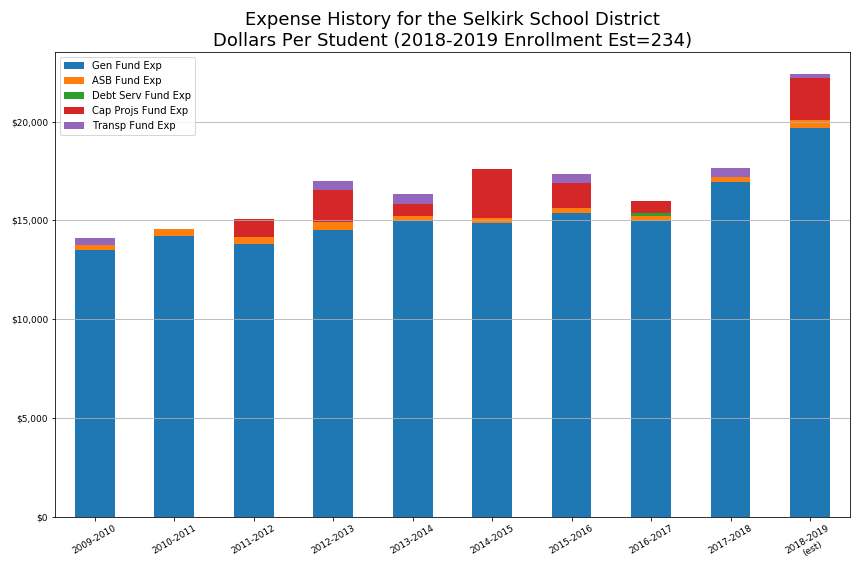 Expense History for the Selkirk School District
Dollars Per Student (2018-2019 Enrollment Est=234)
Gen Fund Exp
ASB Fund Exp
Debt Serv Fund Exp
Cap Projs Fund Exp
Transp Fund Exp
$20,000
$15,000
$10,000
$5,000
$0
2009-2010
2010-2011
2011-2012
2012-2013
2013-2014
2014-2015
2015-2016
2016-2017
2017-2018
2018-2019
(est)